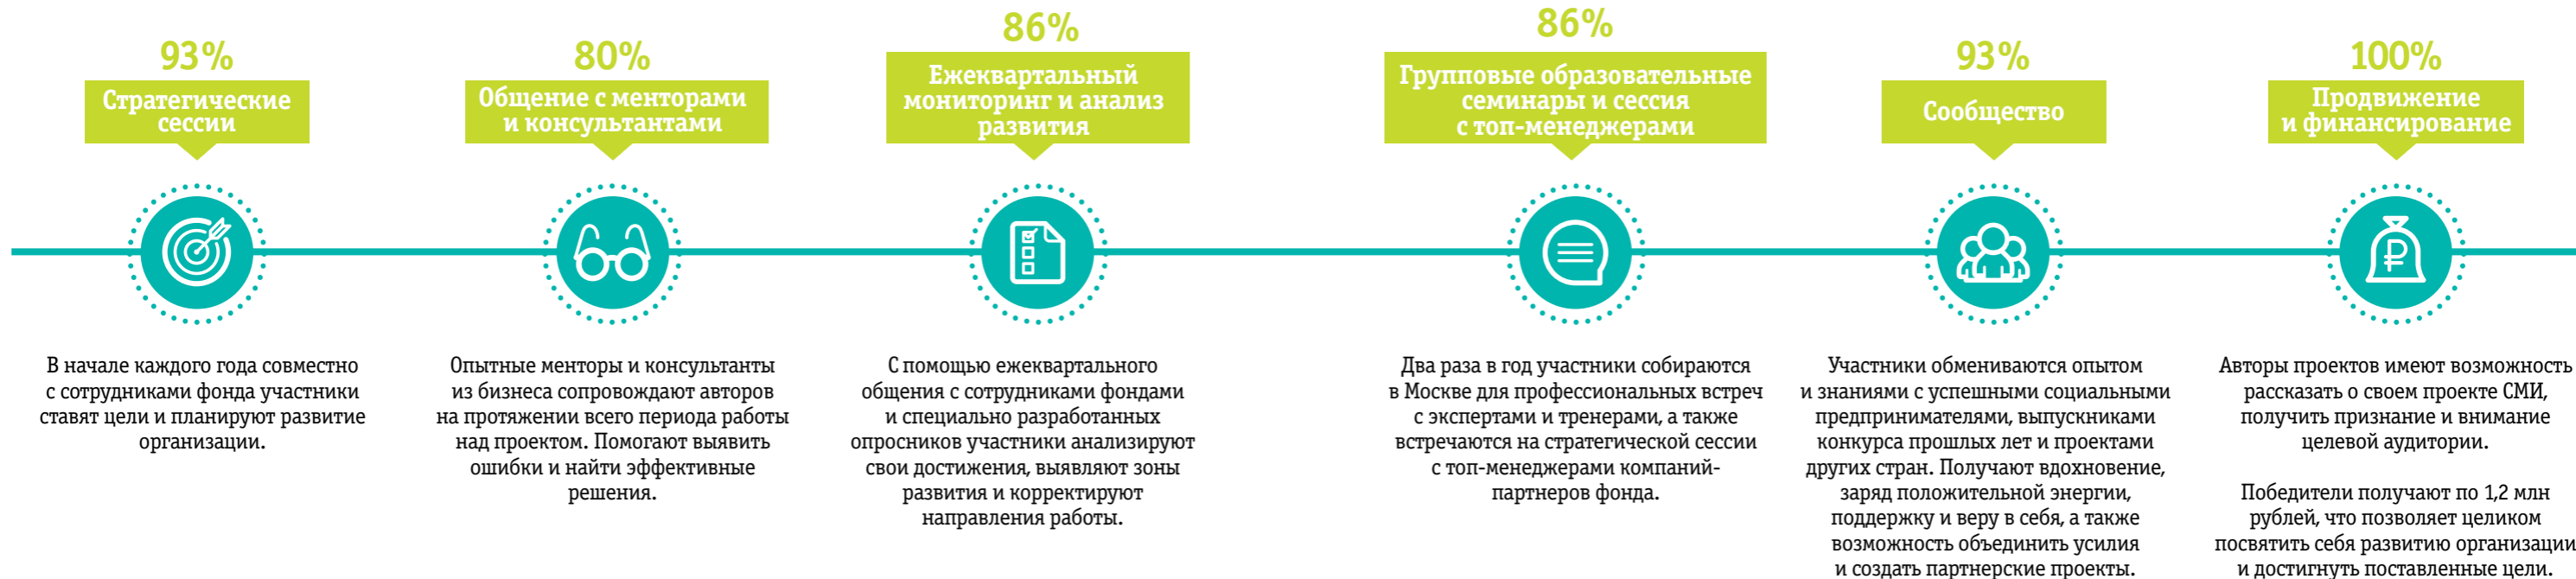 93%
Стратегические
сессии
В начале каждого года совместно
с сотрудниками фонда участники
ставят цели и планируют развитие
организации.
80%
Общение с менторами
и консультантами
Опытные менторы и консультанты
из бизнеса сопровождают авторов
на протяжении всего периода работы
над проектом. Помогают выявить
ошибки и найти эффективные
решения.
86%
Ежеквартальный
мониторинг и анализ
развития
С помощью ежеквартального
общения с сотрудниками фондами
и специально разработанных
опросников участники анализируют
свои достижения, выявляют зоны
развития и корректируют
направления работы.
86%
Групповые образовательные
семинары и сессия
с топ-менеджерами
Два раза в год участники собираются
в Москве для профессиональных встреч
с экспертами и тренерами, а также
встречаются на стратегической сессии
с топ-менеджерами компаний-
партнеров фонда.
93%
Сообщество
Участники обмениваются опытом
и знаниями с успешными социальными
предпринимателями, выпускниками
конкурса прошлых лет и проектами
других стран. Получают вдохновение,
заряд положительной энергии,
поддержку и веру в себя, а также
возможность объединить усилия
и создать партнерские проекты.
100%
Продвижение
и финансирование
₽
Авторы проектов имеют возможность
рассказать о своем проекте СМИ,
получить признание и внимание
целевой аудитории.
Победители получают по 1,2 млн
рублей, что позволяет целиком
посвятить себя развитию организации
и достигнуть поставленные цели.